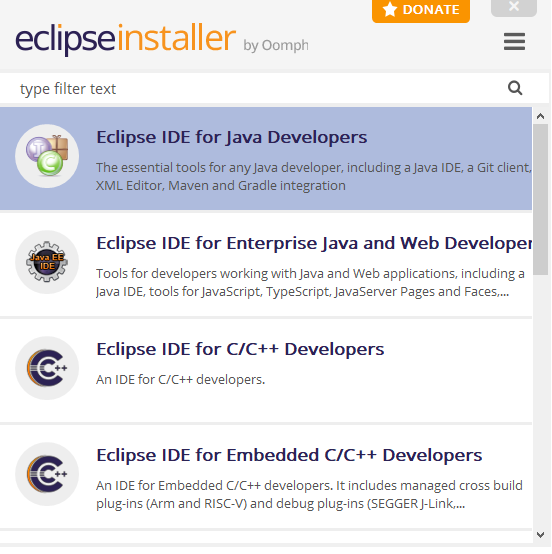 DONATE
eclipseinstaller by Oomph
type filter text
Eclipse IDE for Java Developers
The essential tools for any Java developer, including a Java IDE, a Git client,
XML Editor, Maven and Gradle integration
Java EE
IDE
Eclipse IDE for Enterprise Java and Web Developer
Tools for developers working with Java and Web applications, including a
Java IDE, tools for JavaScript, TypeScript, JavaServer Pages and Faces,...
C++
Eclipse IDE for C/C++ Developers
An IDE for C/C++ developers.
C++
Eclipse IDE for Embedded C/C++ Developers
An IDE for Embedded C/C++ developers. It includes managed cross build
plug-ins (Arm and RISC-V) and debug plug-ins (SEGGER J-Link,...